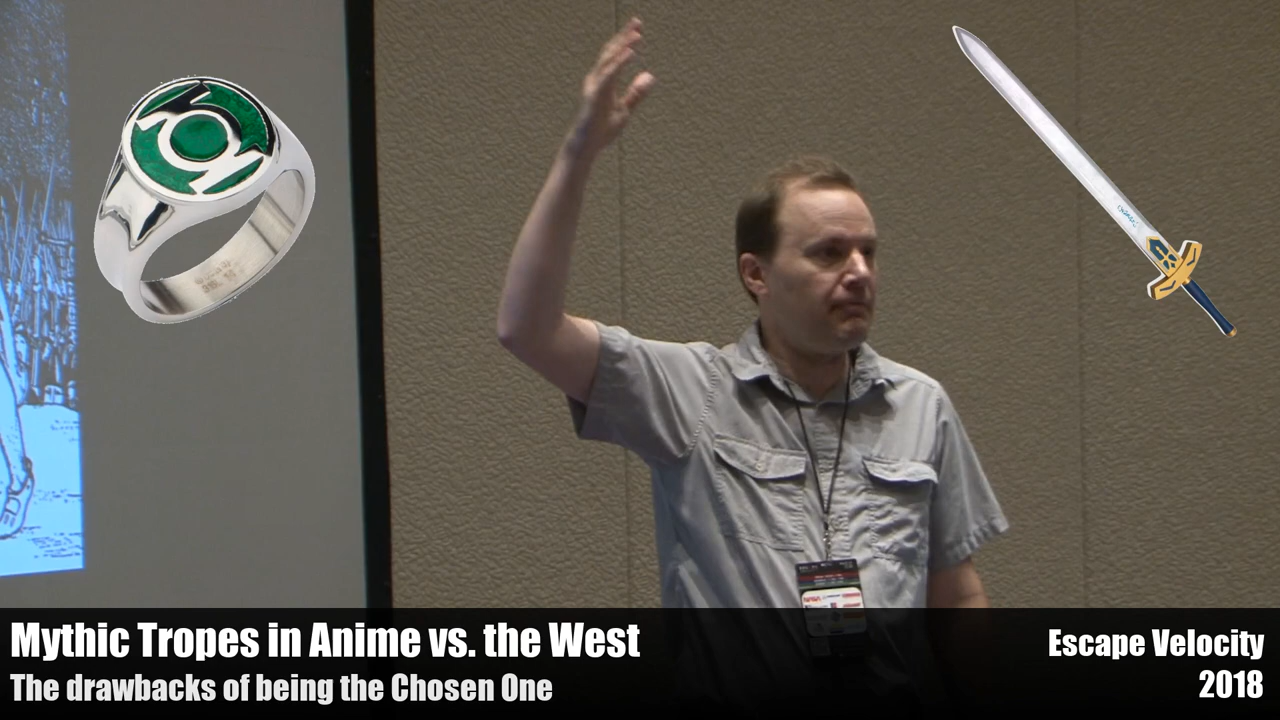 Mythic Tropes in Anime vs. the West
The drawbacks of being the Chosen One
Escape Velocity
2018